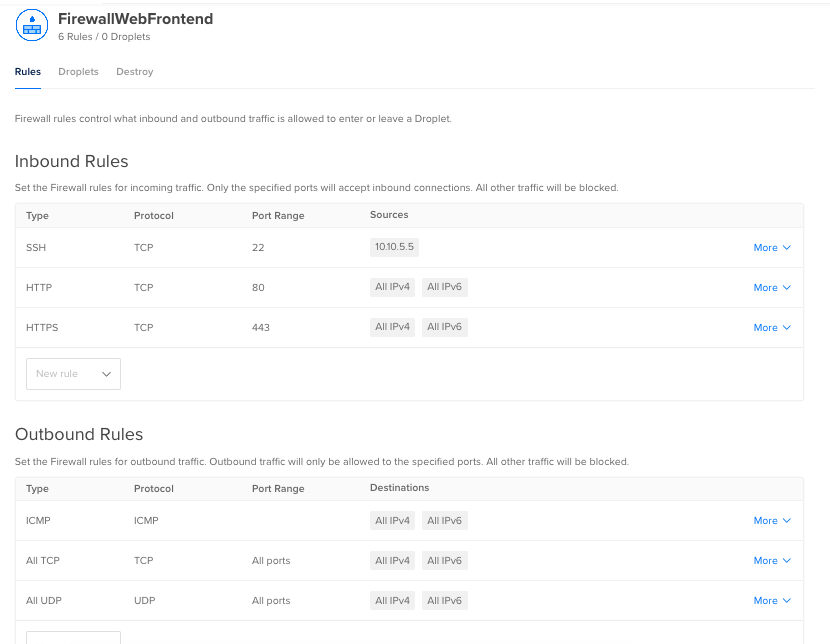 FirewallWebFrontend
6 Rules / 0 Droplets
Rules Droplets Destroy
Firewall rules control what inbound and outbound traffic is allowed to enter or leave a Droplet.
Inbound Rules
Set the Firewall rules for incoming traffic. Only the specified ports will accept inbound connections. All other traffic will be blocked.
Type Protocol Port Range Sources
SSH TCP 22 10.10.5.5 More
HTTP TCP 80 All IPv4 All IPv6 More
HTTPS TCP 443 All IPv4 All IPv6 More
New rule
Outbound Rules
Set the Firewall rules for outbound traffic. Outbound traffic will only be allowed to the specified ports. All other traffic will be blocked.
Type Protocol Port Range Destinations
ICMP ICMP All IPv4 All IPv6 More
All TCP TCP All ports All IPv4 All IPv6 More
All UDP UDP All ports All IPv4 All IPv6 More